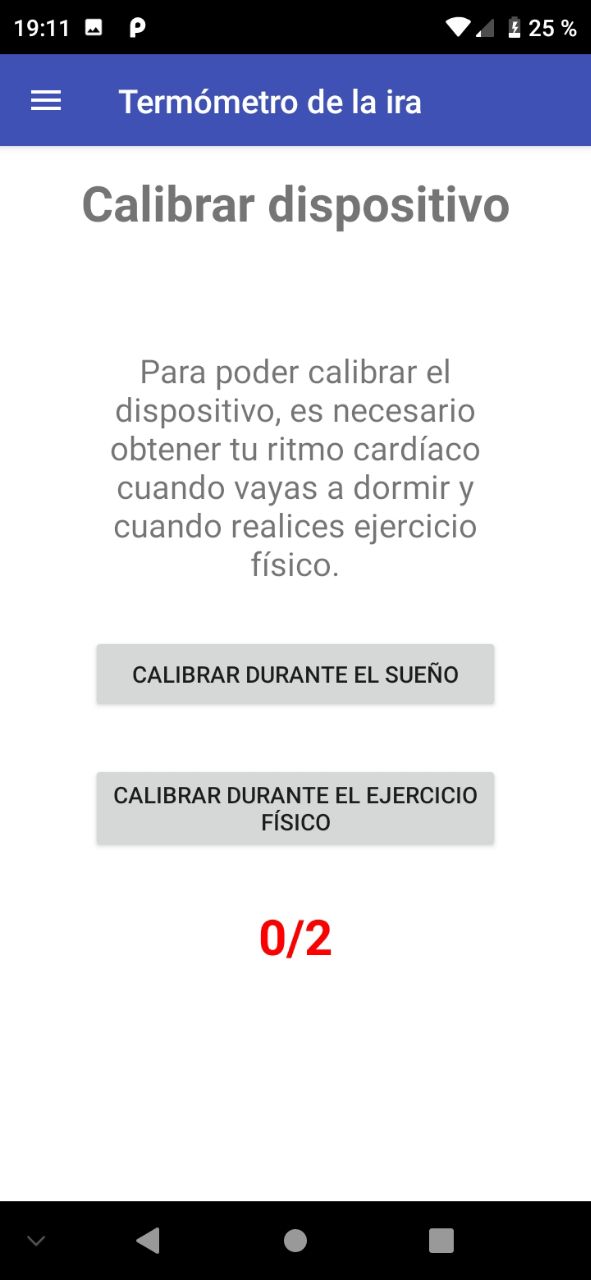 19:11 P 25 %
Termómetro de la ira
Calibrar dispositivo
Para poder calibrar el
dispositivo, es necesario
obtener tu ritmo cardíaco
cuando vayas a dormir y
cuando realices ejercicio
físico.
CALIBRAR DURANTE EL SUEÑO
CALIBRAR DURANTE EL EJERCICIO
FÍSICO
0/2